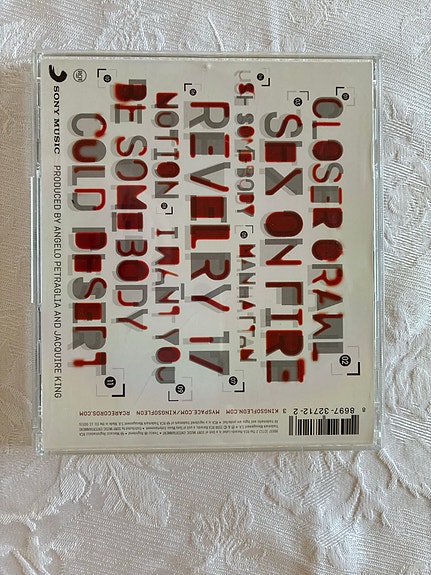 CLOSER CRAWL 02
SEX ON FIRE
USE SOMEBODY MANHATTAN
REVELRY 17
NOTION I WANT YOU
BE SOMEBODY
COLD DESERT 11
PRODUCED BY ANGELO PETRAGLIA AND JACQUIRE KING
SONY MUSIC
KINGSOFLEON.COM
MYSPACE.COM/KINGSOFLEON
RCARECORDS.COM
8 8697-32712-2 3